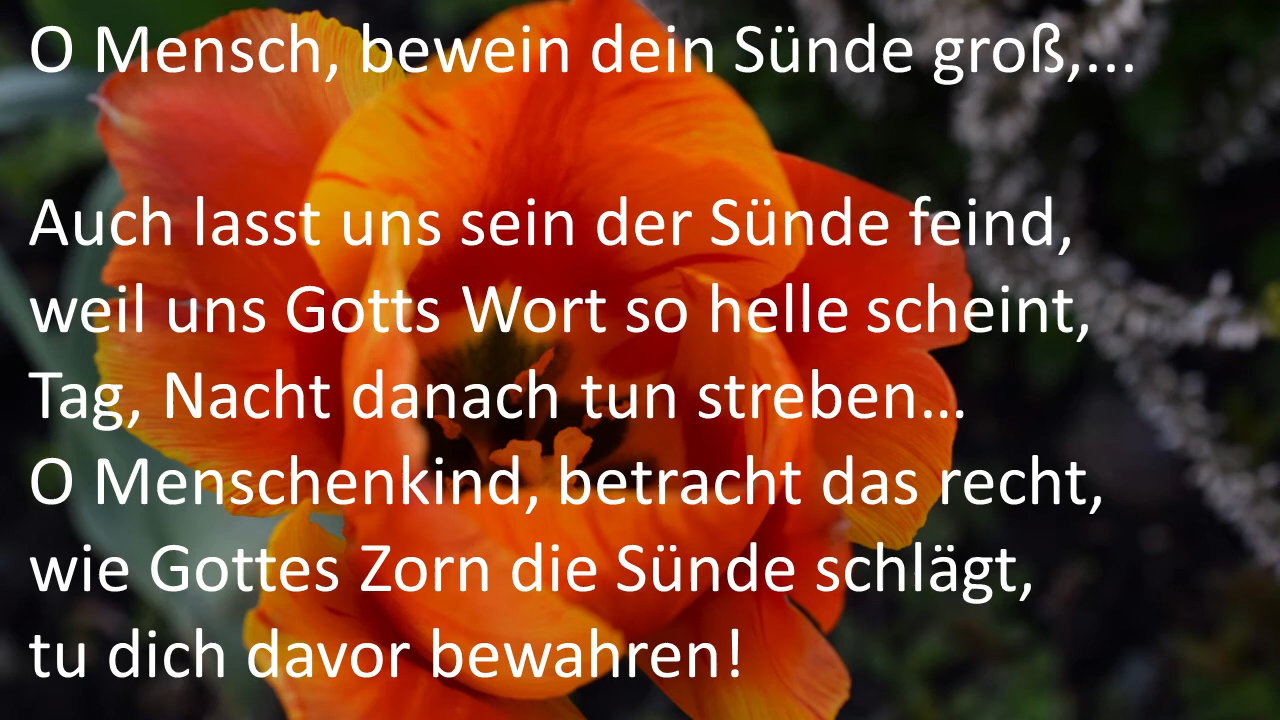 O Mensch, bewein dein Sünde groß,...
Auch lasst uns sein der Sünde feind,
weil uns Gotts Wort so helle scheint,
Tag, Nacht danach tun streben…
O Menschenkind, betracht das recht,
wie Gottes Zorn die Sünde schlägt,
tu dich davor bewahren!